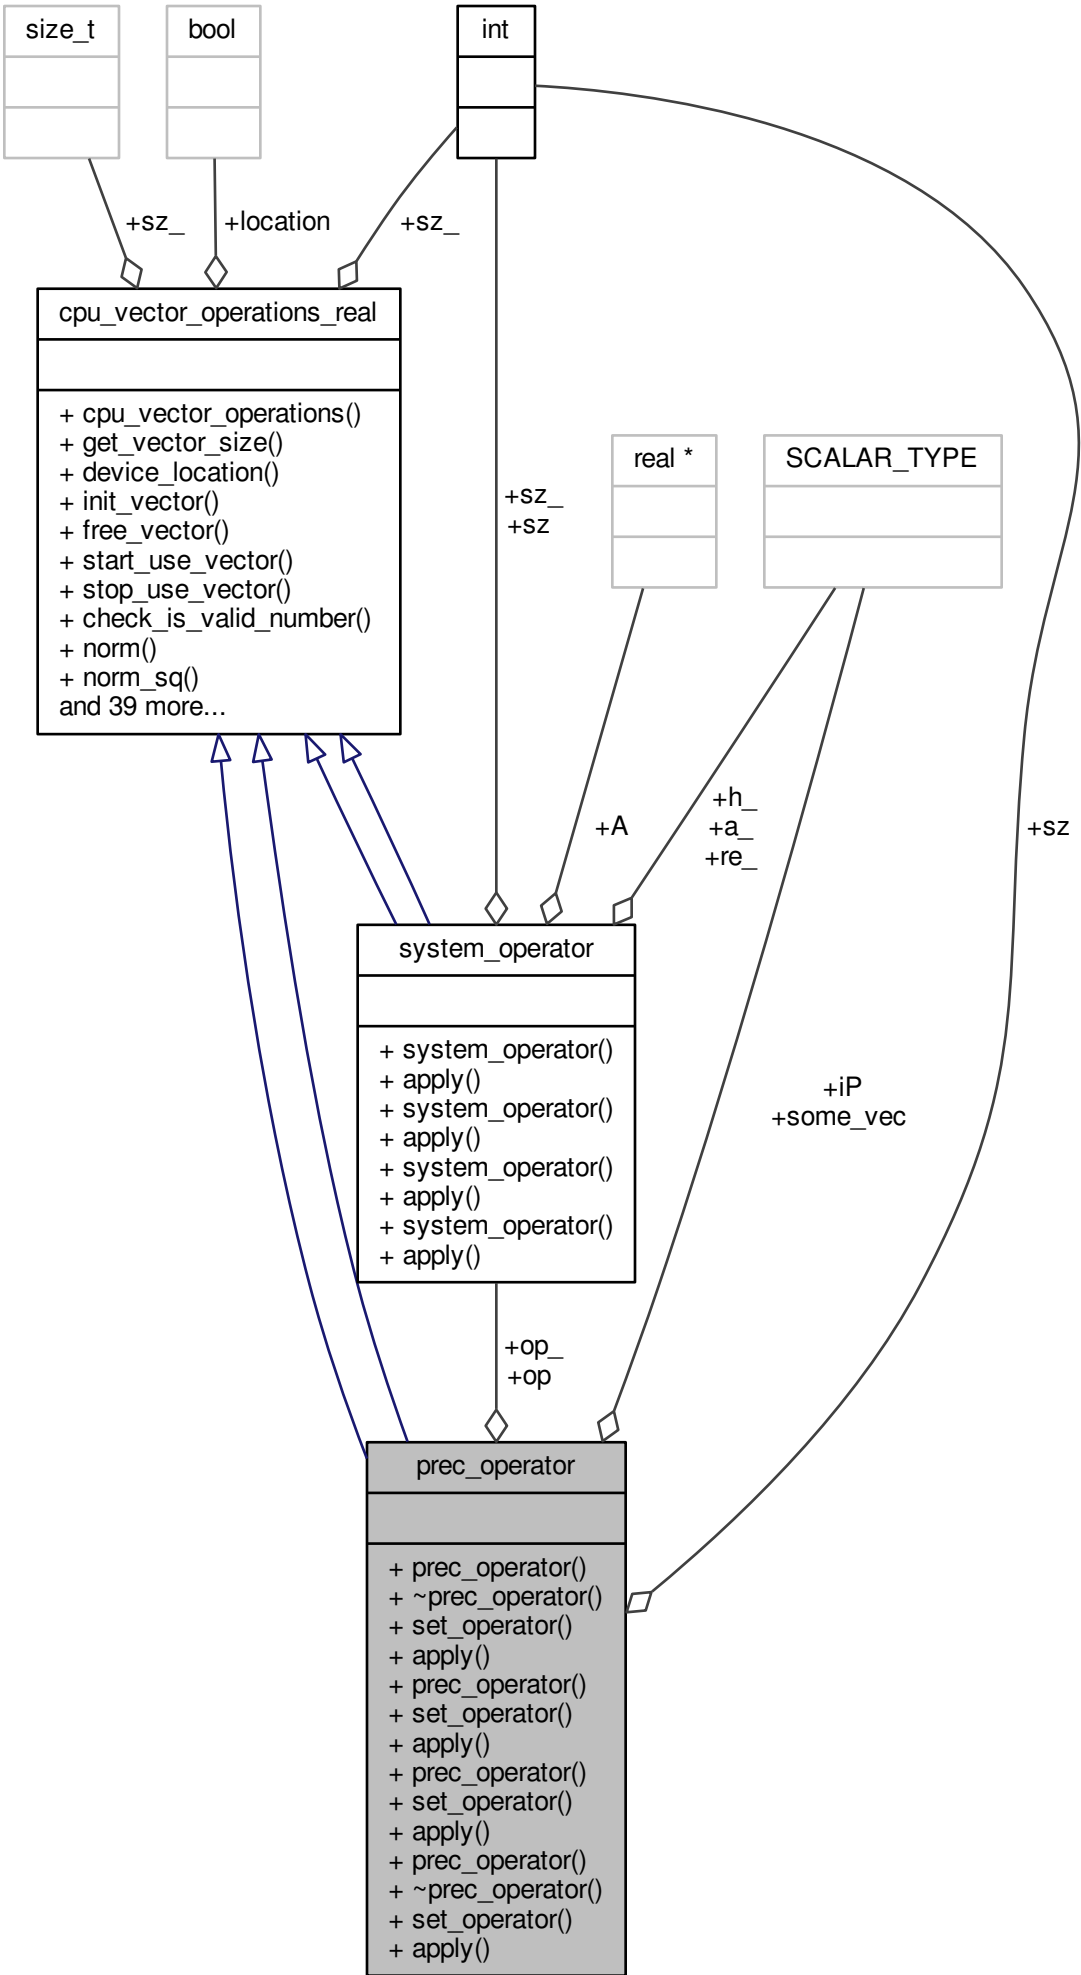 size_t
bool
int
+sz_
+location
+sz_
cpu_vector_operations_real
+ cpu_vector_operations()
+ get_vector_size()
+ device_location()
+ init_vector()
+ free_vector()
+ start_use_vector()
+ stop_use_vector()
+ check_is_valid_number()
+ norm()
+ norm_sq()
and 39 more...
real *
SCALAR_TYPE
+sz_
+sz
+A
+h_
+a_
+re_
+sz
system_operator
+ system_operator()
+ apply()
+ system_operator()
+ apply()
+ system_operator()
+ apply()
+ system_operator()
+ apply()
+iP
+some_vec
+op_
+op
prec_operator
+ prec_operator()
+ ~prec_operator()
+ set_operator()
+ apply()
+ prec_operator()
+ set_operator()
+ apply()
+ prec_operator()
+ set_operator()
+ apply()
+ prec_operator()
+ ~prec_operator()
+ set_operator()
+ apply()